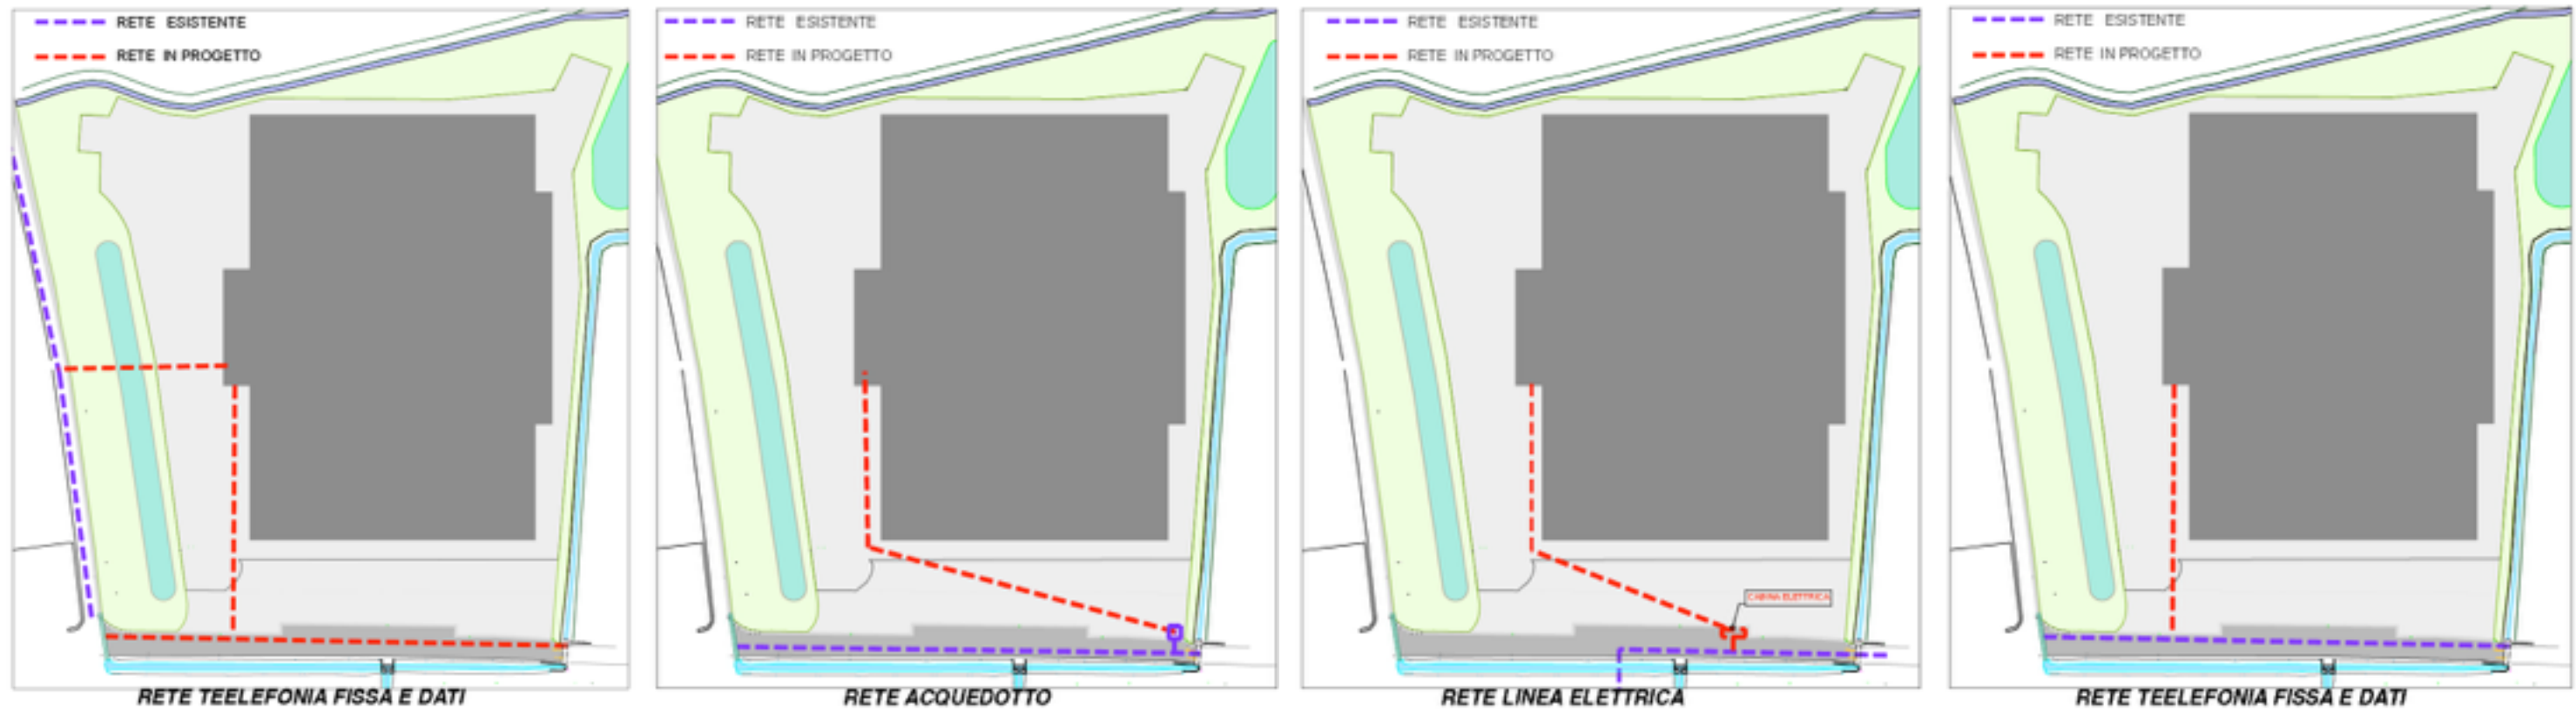 RETE ESISTENTE
RETE IN PROGETTO
RETE TEELEFONIA FISSA E DATI
RETE ESISTENTE
RETE IN PROGETTO
RETE ACQUEDOTTO
RETE ESISTENTE
RETE IN PROGETTO
CABINA ELETTRICA
RETE LINEA ELETTRICA
RETE ESISTENTE
RETE IN PROGETTO
RETE TEELEFONIA FISSA E DATI